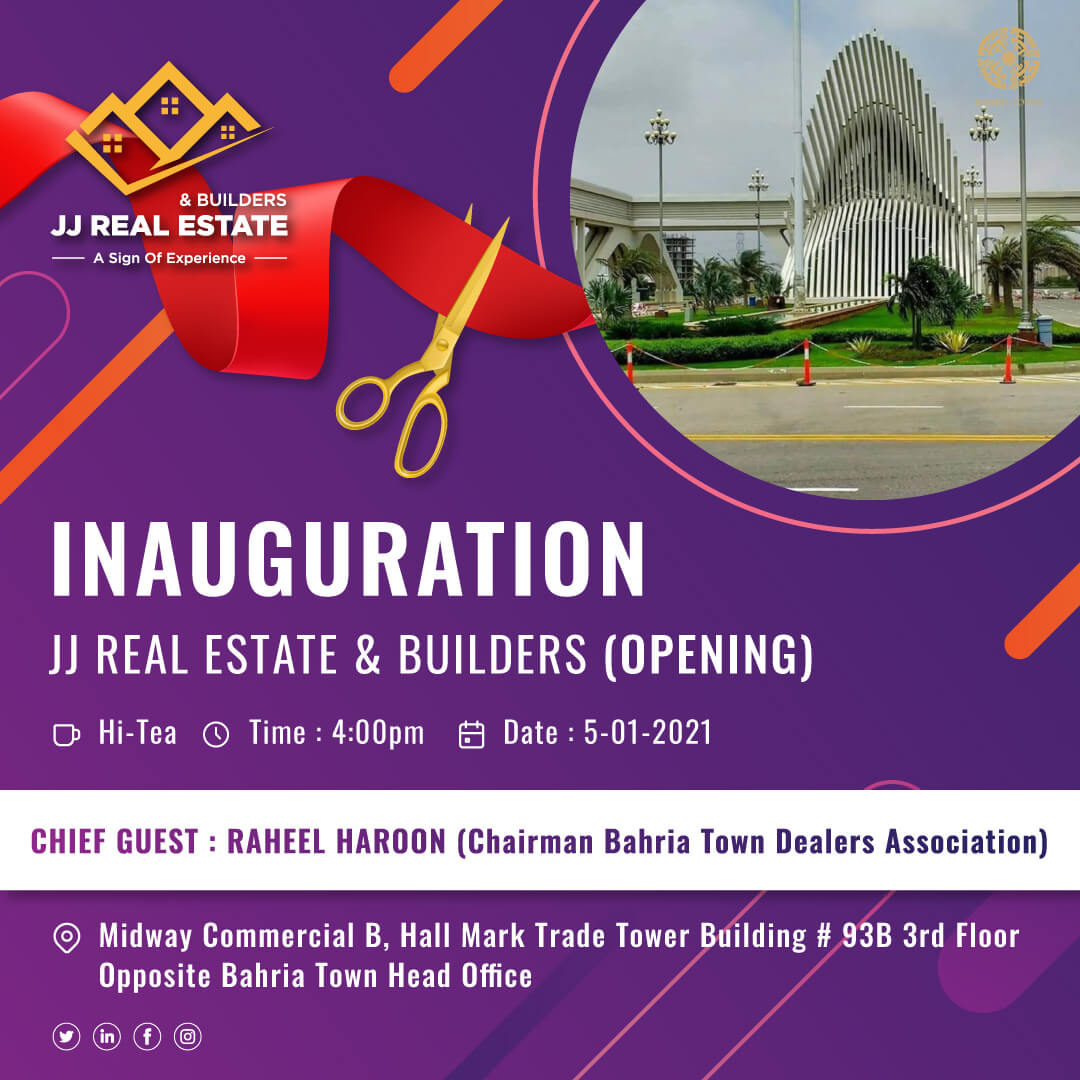 & BUILDERS
JJ REAL ESTATE
A Sign Of Experience
INAUGURATION
JJ REAL ESTATE & BUILDERS (OPENING)
Hi-Tea Time : 4:00pm Date : 5-01-2021
CHIEF GUEST : RAHEEL HAROON (Chairman Bahria Town Dealers Association)
Midway Commercial B, Hall Mark Trade Tower Building # 93B 3rd Floor
Opposite Bahria Town Head Office